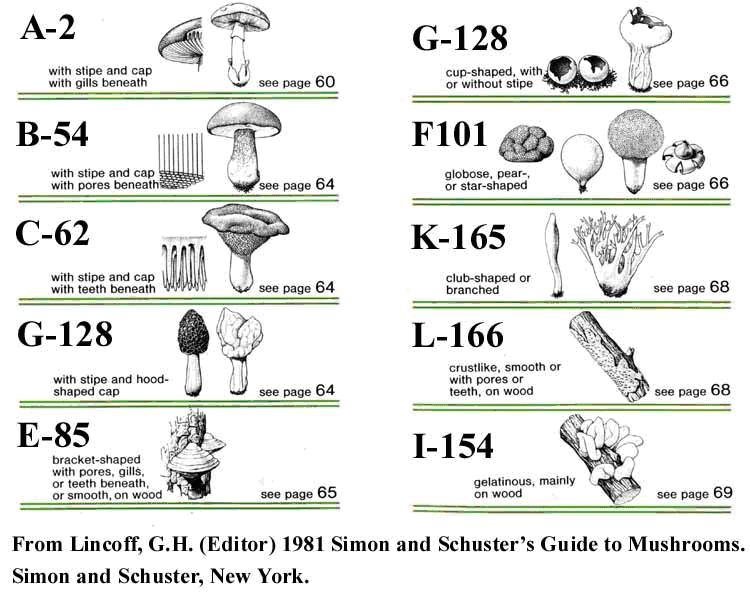 A-2
with stipe and cap
with gills beneath
see page 60
B-54
with stipe and cap
with pores beneath
see page 64
C-62
with stipe and cap
with teeth beneath
see page 64
G-128
with stipe and hood-
shaped cap
see page 64
E-85
bracket-shaped
with pores, gills,
or teeth beneath,
or smooth, on wood
see page 65
G-128
cup-shaped, with
or without stipe
see page 66
F101
globose, pear-,
or star-shaped
see page 66
K-165
club-shaped or
branched
see page 68
L-166
crustlike, smooth or
with pores or
teeth, on wood
see page 68
I-154
gelatinous, mainly
on wood
see page 69
From Lincoff, G.H. (Editor) 1981 Simon and Schuster’s Guide to Mushrooms.
Simon and Schuster, New York.